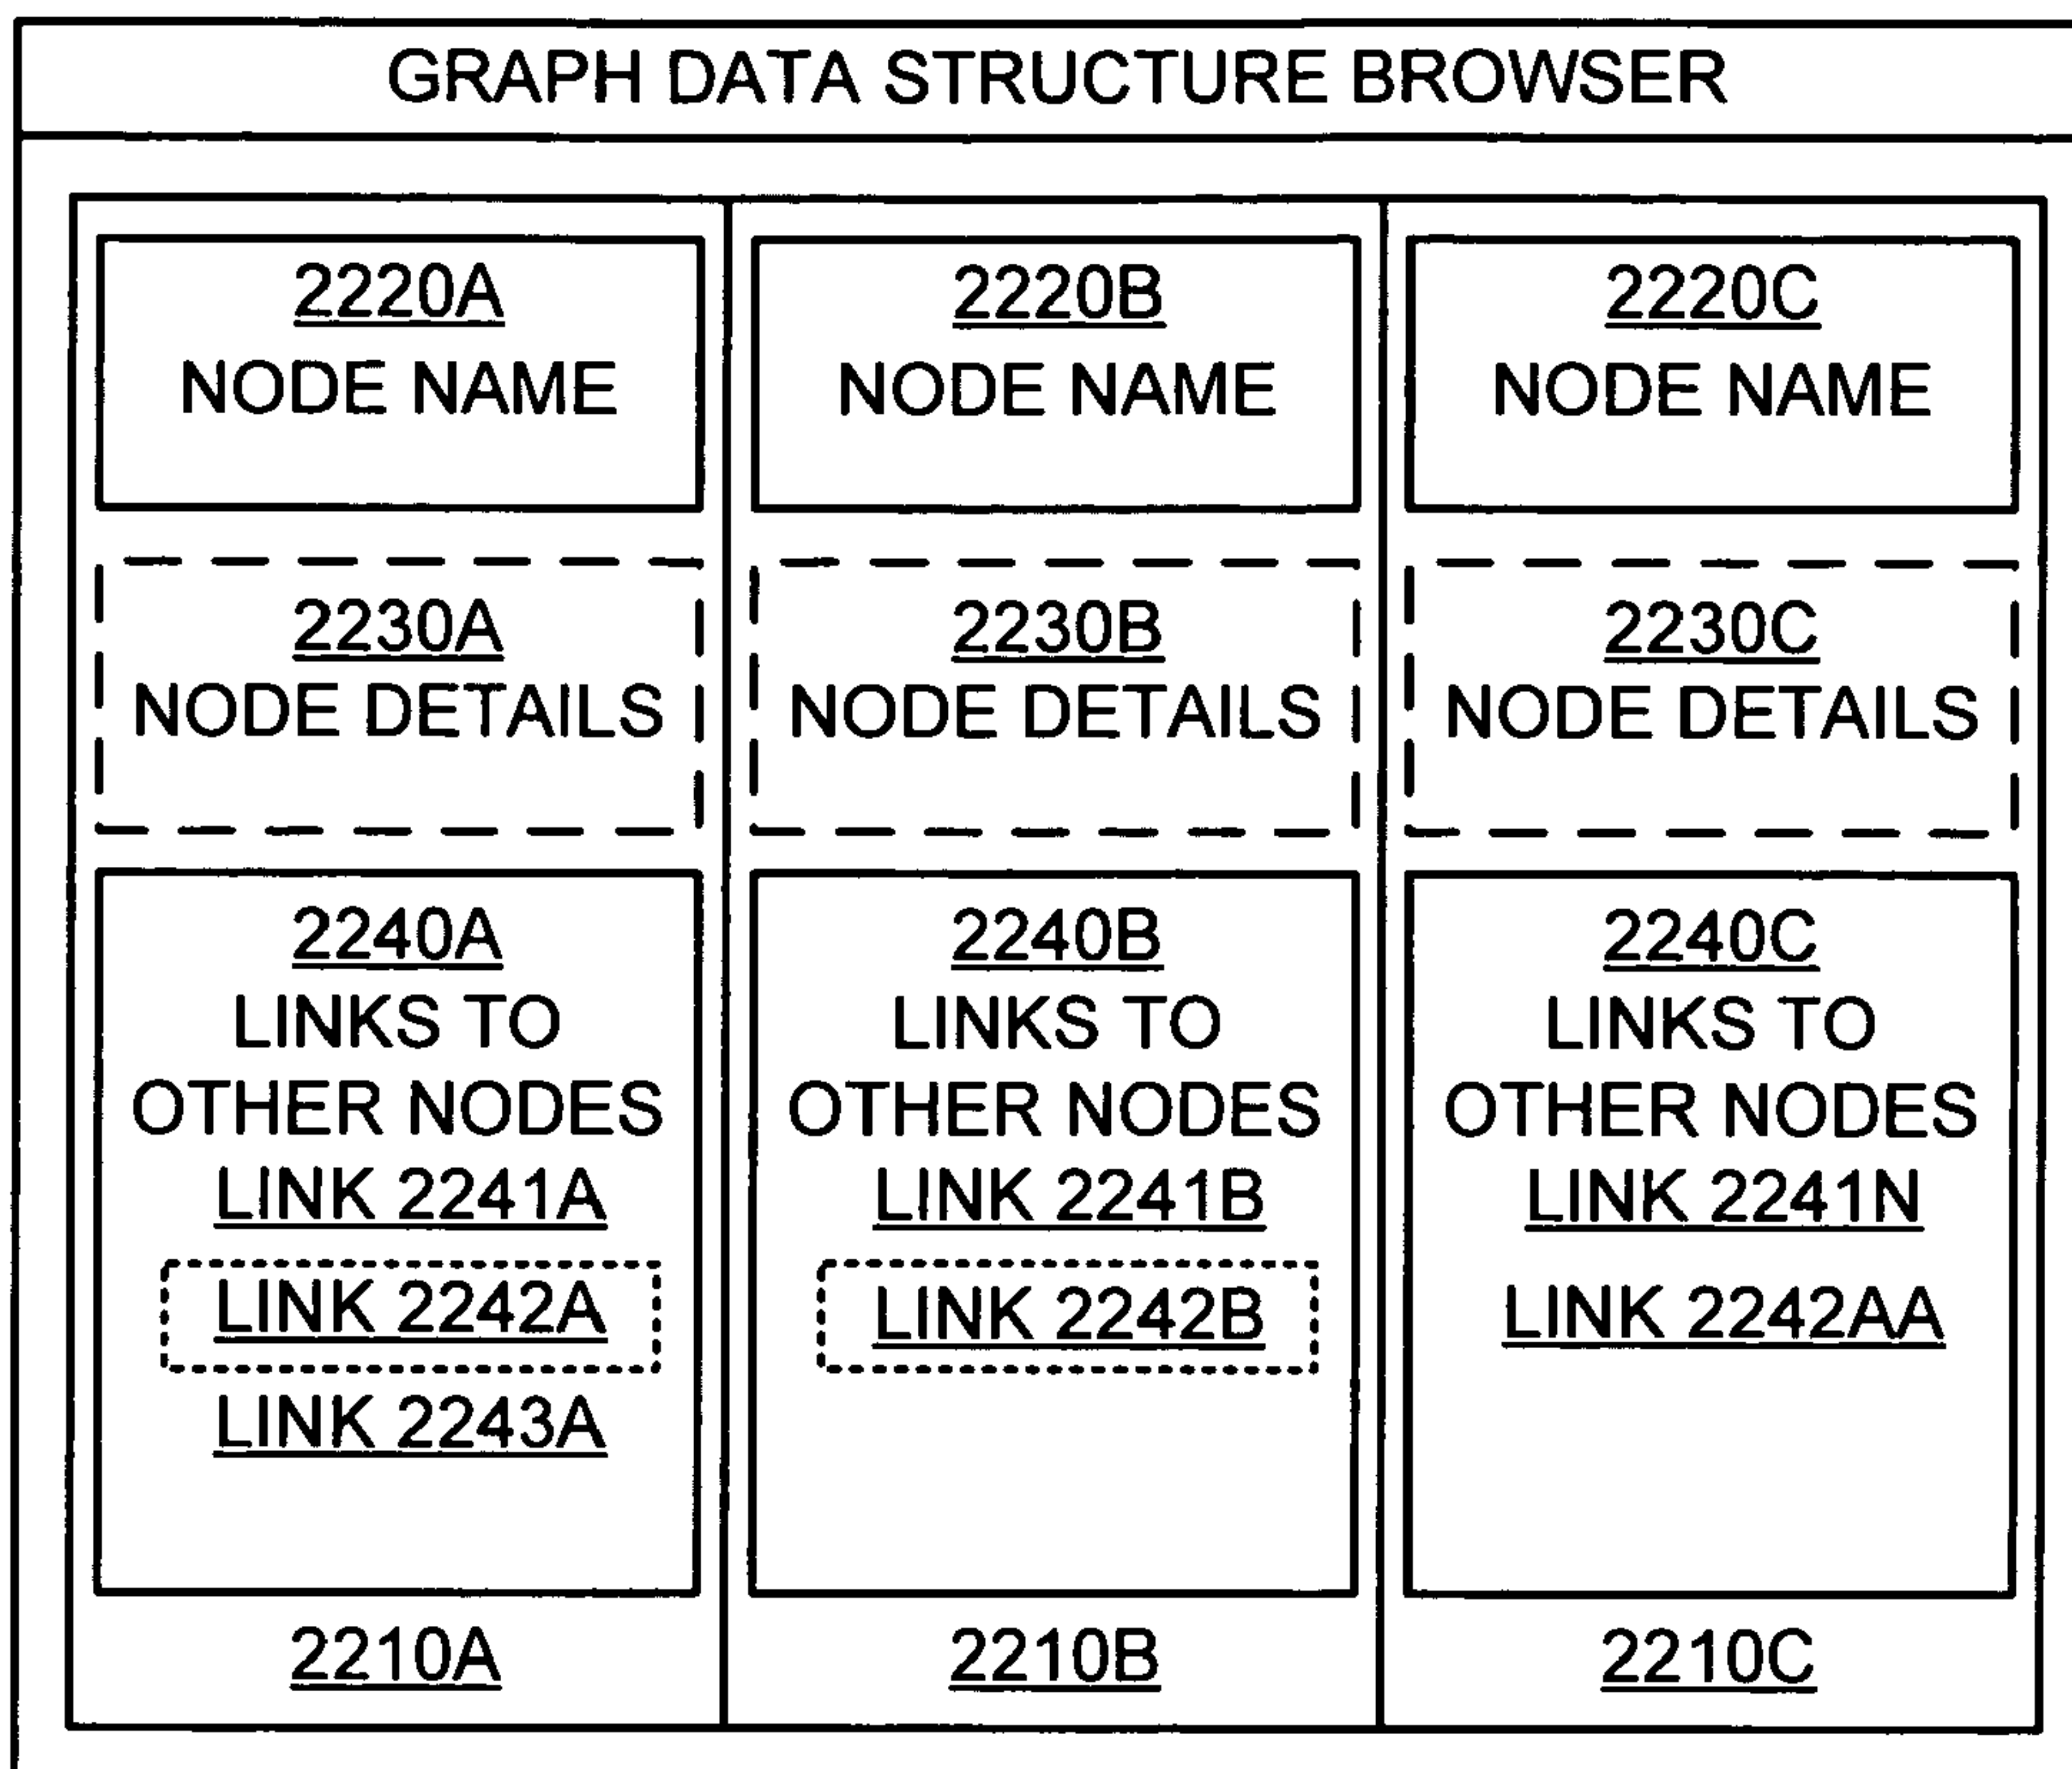 GRAPH DATA STRUCTURE BROWSER
2220A
NODE NAME
2230A
NODE DETAILS
2240A
LINKS TO
OTHER NODES
LINK 2241A
LINK 2242A
LINK 2243A
2210A
2220B
NODE NAME
2230B
NODE DETAILS
2240B
LINKS TO
OTHER NODES
LINK 2241B
LINK 2242B
2210B
2220C
NODE NAME
2230C
NODE DETAILS
2240C
LINKS TO
OTHER NODES
LINK 2241N
LINK 2242AA
2210C